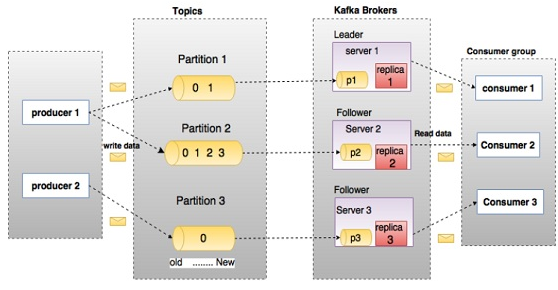 Topics
Kafka Brokers
Consumer group
producer 1
producer 2
write data
Partition 1
0 1
Partition 2
0 1 2 3
Partition 3
0
old ........ New
Leader
server 1
p1
replica
1
Follower
Server 2
p2
replica
2
Read data
Follower
Server 3
p3
replica
3
consumer 1
Consumer 2
Consumer 3